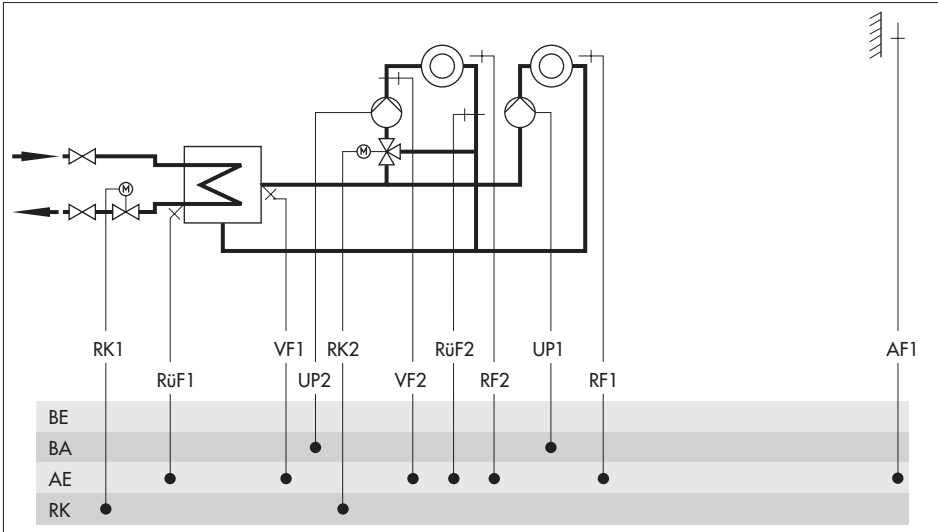 M
M
RK1 VF1 RK2 RüF2 UP1 AF1
RüF1 UP2 VF2 RF2 RF1
BE
BA
AE
RK